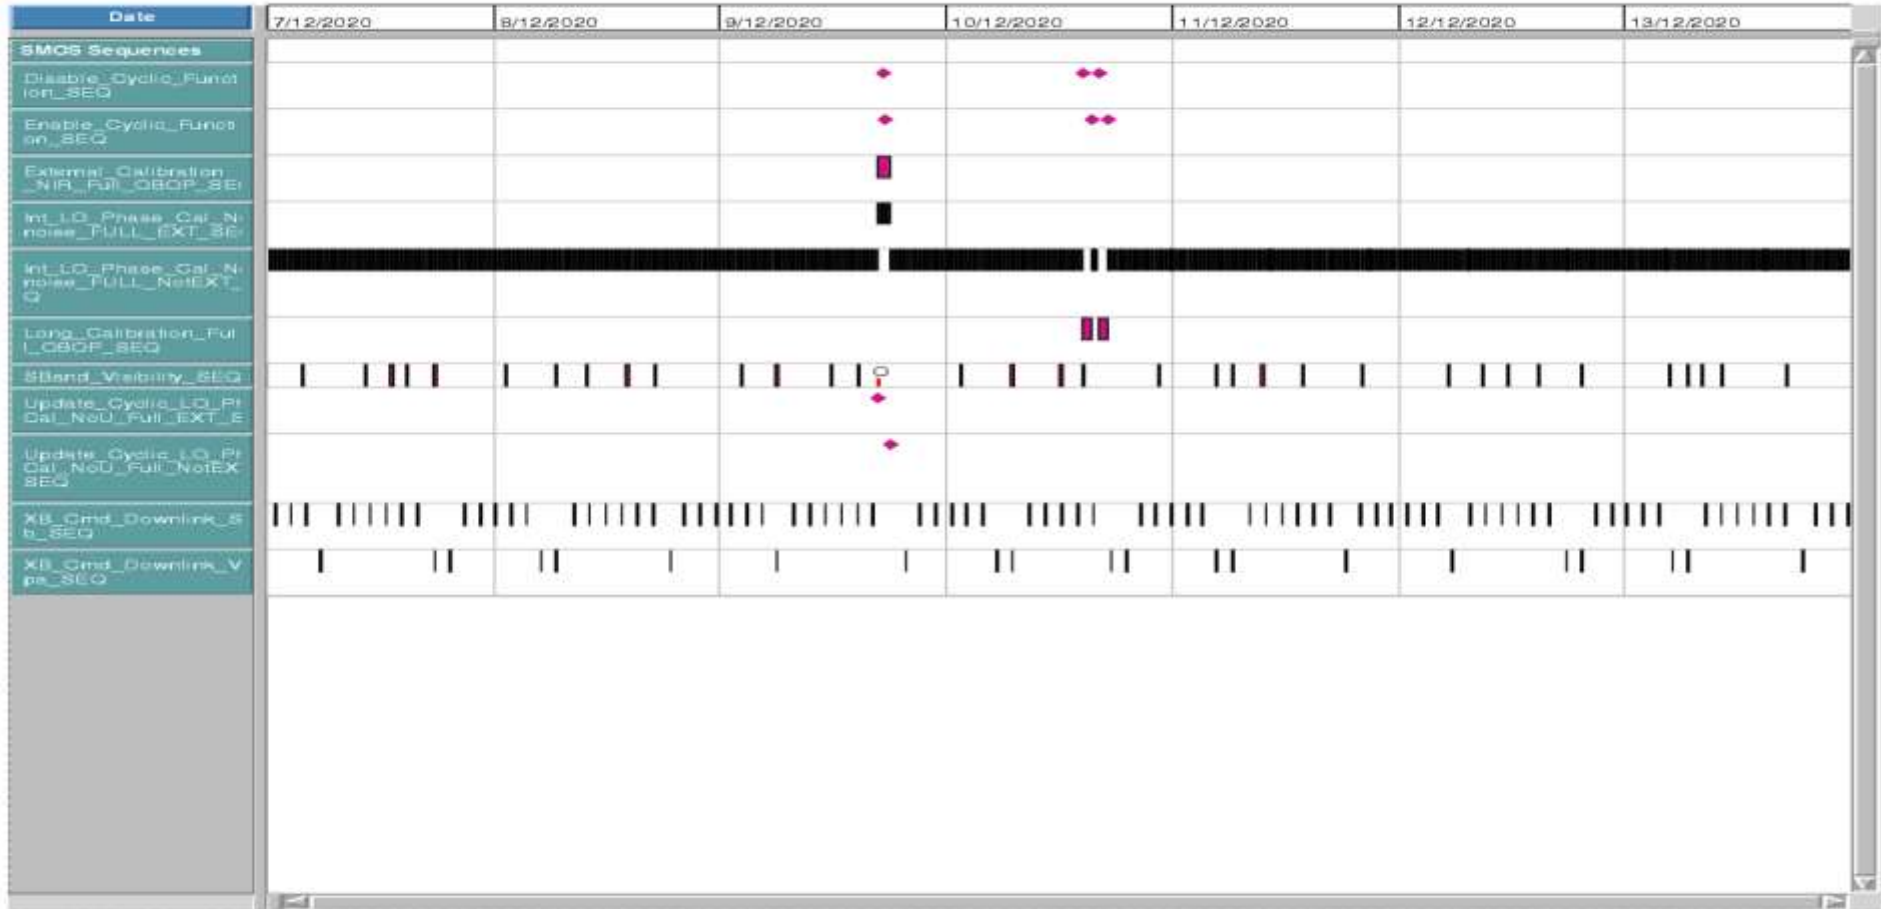 Date
7/12/2020
8/12/2020
9/12/2020
10/12/2020
11/12/2020
12/12/2020
13/12/2020
SMOS Sequences
Disable_Cyclic_Funct
ion_SEQ
Enable_Cyclic_Functi
on_SEQ
External_Calibration
_NIR_Full_OBOP_SE
Int_LO_Phase_Cal_N
noise_FULL_EXT_SE
Int_LO_Phase_Cal_N
noise_FULL_NotEXT_
Q
Long_Calibration_Ful
l_OBOP_SEQ
SBand_Visibility_SEQ
Update_Cyclic_LO_P
Cal_NoU_Full_EXT_S
Update_Cyclic_LO_P
Cal_NoU_Full_NotEX
SEQ
XB_Cmd_Downlink_S
b_SEQ
XB_Cmd_Downlink_V
pa_SEQ